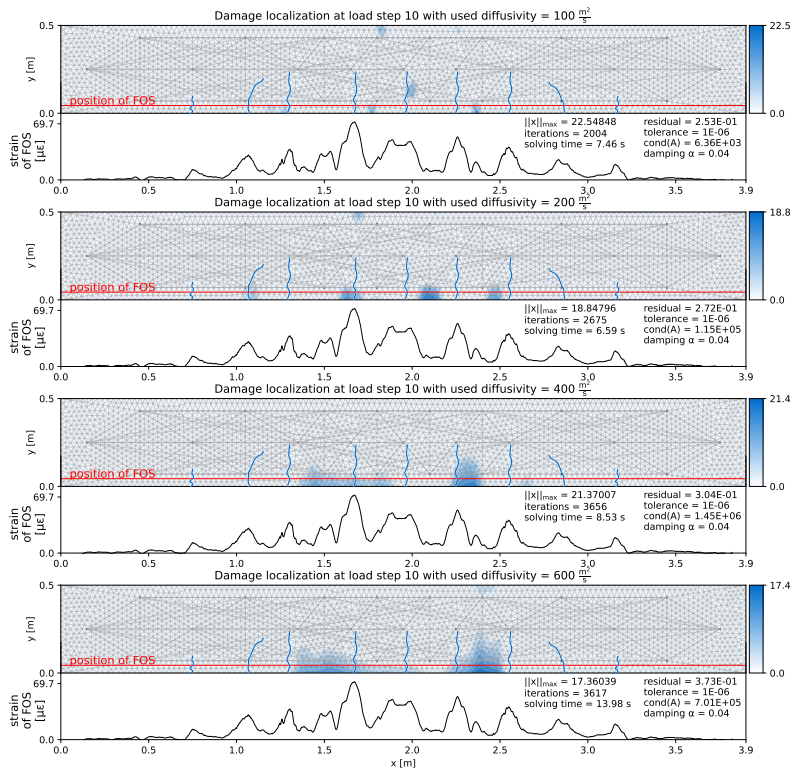 Damage localization at load step 10 with used diffusivity = 100 m²/s
0.5
22.5
y [m]
position of FOS
0.0
0.0
69.7
||x||max = 22.54848
residual = 2.53E-01
iterations = 2004
tolerance = 1E-06
solving time = 7.46 s
cond(A) = 6.36E+03
damping α = 0.04
strain
of FOS
[µε]
0.0
0.0 0.5 1.0 1.5 2.0 2.5 3.0 3.5 3.9
Damage localization at load step 10 with used diffusivity = 200 m²/s
0.5
18.8
y [m]
position of FOS
0.0
0.0
69.7
||x||max = 18.84796
residual = 2.72E-01
iterations = 2675
tolerance = 1E-06
solving time = 6.59 s
cond(A) = 1.15E+05
damping α = 0.04
strain
of FOS
[µε]
0.0
0.0 0.5 1.0 1.5 2.0 2.5 3.0 3.5 3.9
Damage localization at load step 10 with used diffusivity = 400 m²/s
0.5
21.4
y [m]
position of FOS
0.0
0.0
69.7
||x||max = 21.37007
residual = 3.04E-01
iterations = 3656
tolerance = 1E-06
solving time = 8.53 s
cond(A) = 1.45E+06
damping α = 0.04
strain
of FOS
[µε]
0.0
0.0 0.5 1.0 1.5 2.0 2.5 3.0 3.5 3.9
Damage localization at load step 10 with used diffusivity = 600 m²/s
0.5
17.4
y [m]
position of FOS
0.0
0.0
69.7
||x||max = 17.36039
residual = 3.73E-01
iterations = 3617
tolerance = 1E-06
solving time = 13.98 s
cond(A) = 7.01E+05
damping α = 0.04
strain
of FOS
[µε]
0.0
0.0 0.5 1.0 1.5 2.0 2.5 3.0 3.5 3.9
x [m]